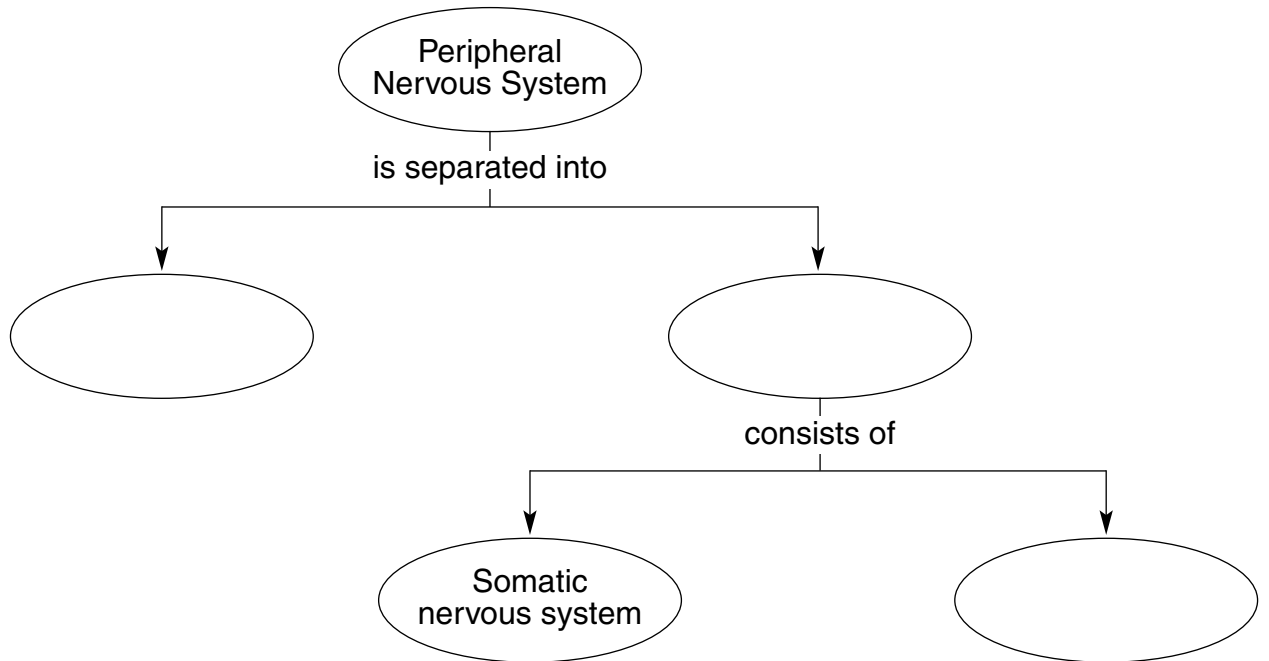 Peripheral
Nervous System
is separated into
consists of
Somatic
nervous system